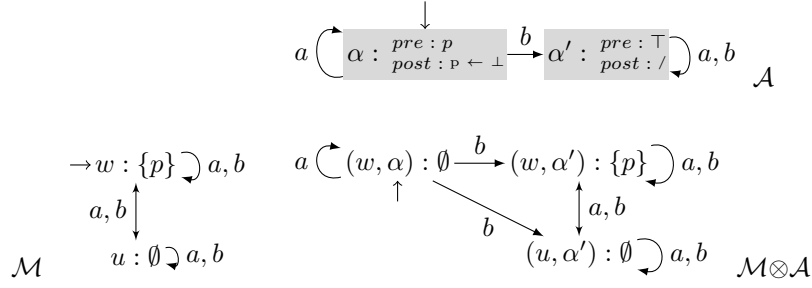 a α : pre : p post : p ← ⊥ b α′ : pre : ⊤ post : / a, b
𝒜
w : {p} a, b
a, b
u : ∅ a, b
ℳ
a (w, α) : ∅ b (w, α′) : {p} a, b
b a, b
(u, α′) : ∅ a, b
ℳ⊗𝒜